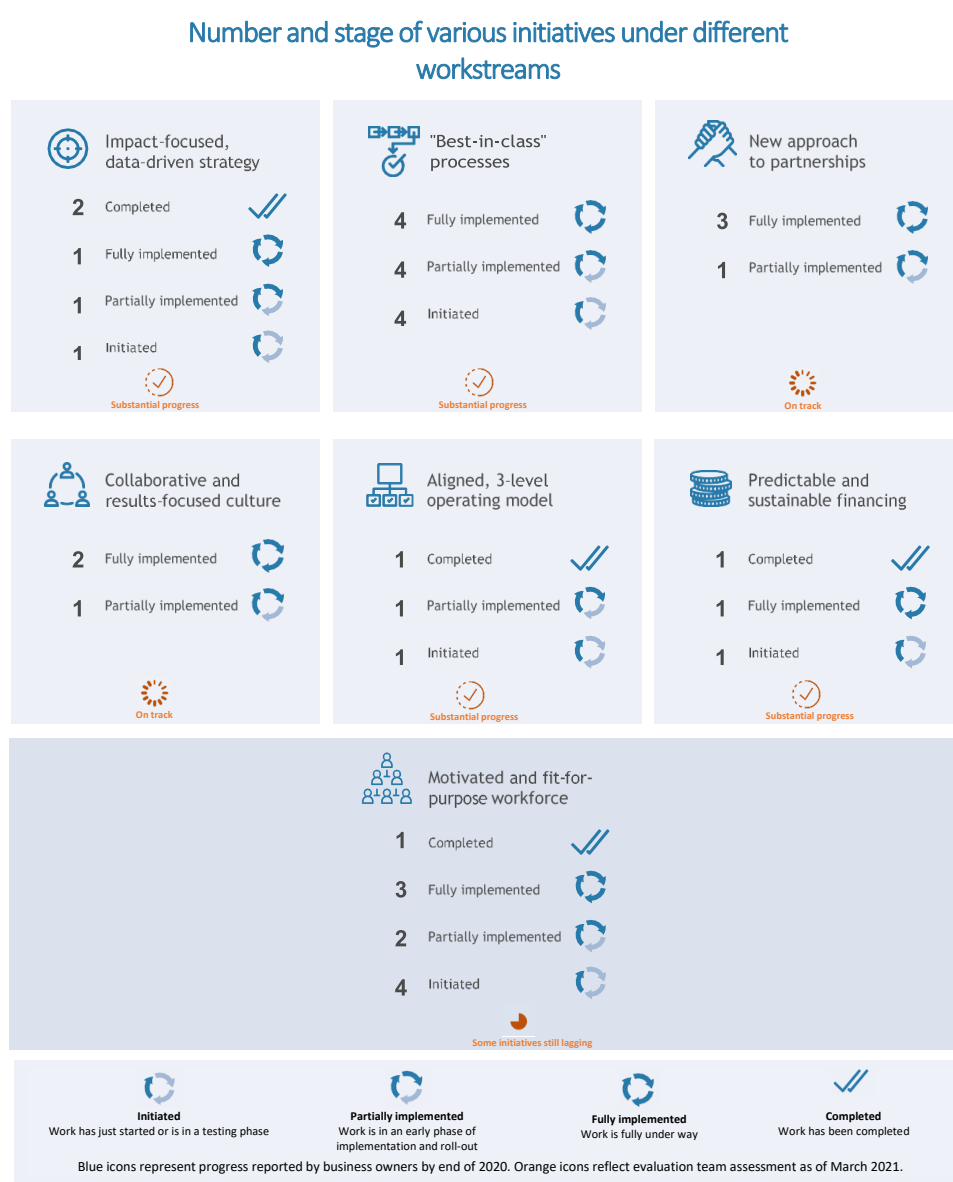 Number and stage of various initiatives under different
workstreams
Impact-focused,
data-driven strategy
2 Completed
1 Fully implemented
1 Partially implemented
1 Initiated
Substantial progress
"Best-in-class"
processes
4 Fully implemented
4 Partially implemented
4 Initiated
Substantial progress
New approach
to partnerships
3 Fully implemented
1 Partially implemented
On track
Collaborative and
results-focused culture
2 Fully implemented
1 Partially implemented
On track
Aligned, 3-level
operating model
1 Completed
1 Partially implemented
1 Initiated
Substantial progress
Predictable and
sustainable financing
1 Completed
1 Fully implemented
1 Initiated
Substantial progress
Motivated and fit-for-
purpose workforce
1 Completed
3 Fully implemented
2 Partially implemented
4 Initiated
Some initiatives still lagging
Initiated
Work has just started or is in a testing phase
Partially implemented
Work is in an early phase of
implementation and roll-out
Fully implemented
Work is fully under way
Completed
Work has been completed
Blue icons represent progress reported by business owners by end of 2020. Orange icons reflect evaluation team assessment as of March 2021.